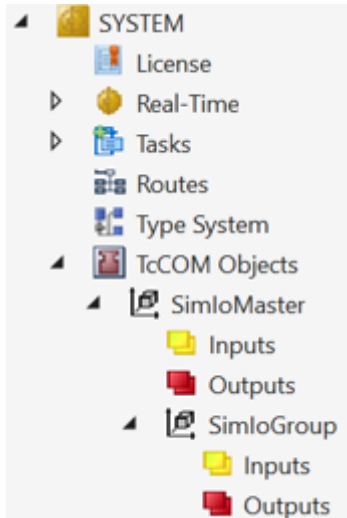 SYSTEM
License
Real-Time
Tasks
Routes
Type System
TcCOM Objects
SimIoMaster
Inputs
Outputs
SimIoGroup
Inputs
Outputs